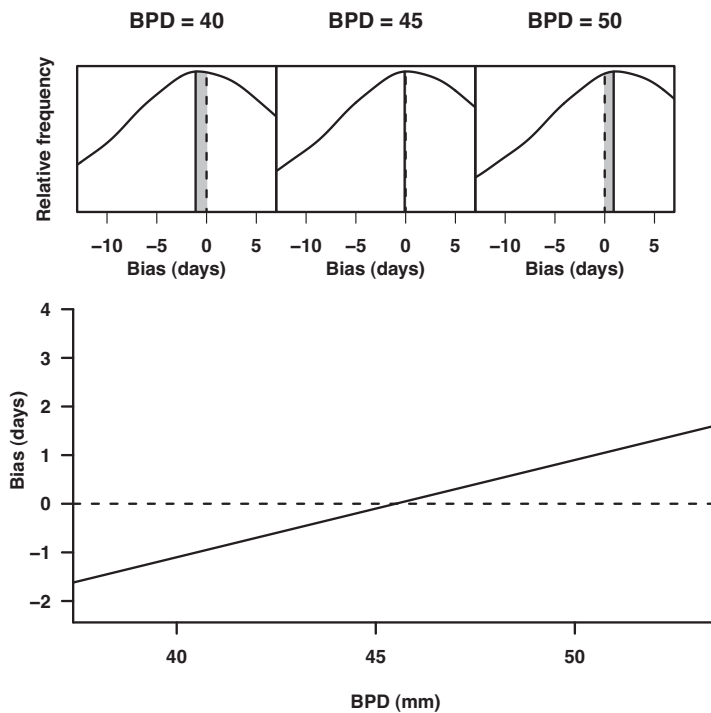 BPD = 40 BPD = 45 BPD = 50
Relative frequency
−10 −5 0 5 −10 −5 0 5 −10 −5 0 5
Bias (days) Bias (days) Bias (days)
4
3
2
1
0
−1
−2
Bias (days)
40 45 50
BPD (mm)